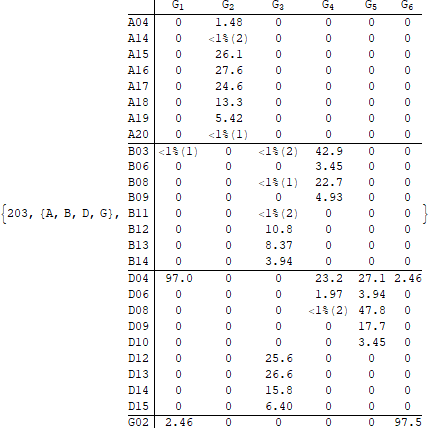 G1 G2 G3 G4 G5 G6
A04 0 1.48 0 0 0 0
A14 0 <1%(2) 0 0 0 0
A15 0 26.1 0 0 0 0
A16 0 27.6 0 0 0 0
A17 0 24.6 0 0 0 0
A18 0 13.3 0 0 0 0
A19 0 5.42 0 0 0 0
A20 0 <1%(1) 0 0 0 0
B03 <1%(1) 0 <1%(2) 42.9 0 0
B06 0 0 0 3.45 0 0
B08 0 0 <1%(1) 22.7 0 0
B09 0 0 0 4.93 0 0
{203, {A, B, D, G}, B11 0 0 <1%(2) 0 0 0 }
B12 0 0 10.8 0 0 0
B13 0 0 8.37 0 0 0
B14 0 0 3.94 0 0 0
D04 97.0 0 0 23.2 27.1 2.46
D06 0 0 0 1.97 3.94 0
D08 0 0 0 <1%(2) 47.8 0
D09 0 0 0 0 17.7 0
D10 0 0 0 0 3.45 0
D12 0 0 25.6 0 0 0
D13 0 0 26.6 0 0 0
D14 0 0 15.8 0 0 0
D15 0 0 6.40 0 0 0
G02 2.46 0 0 0 0 97.5